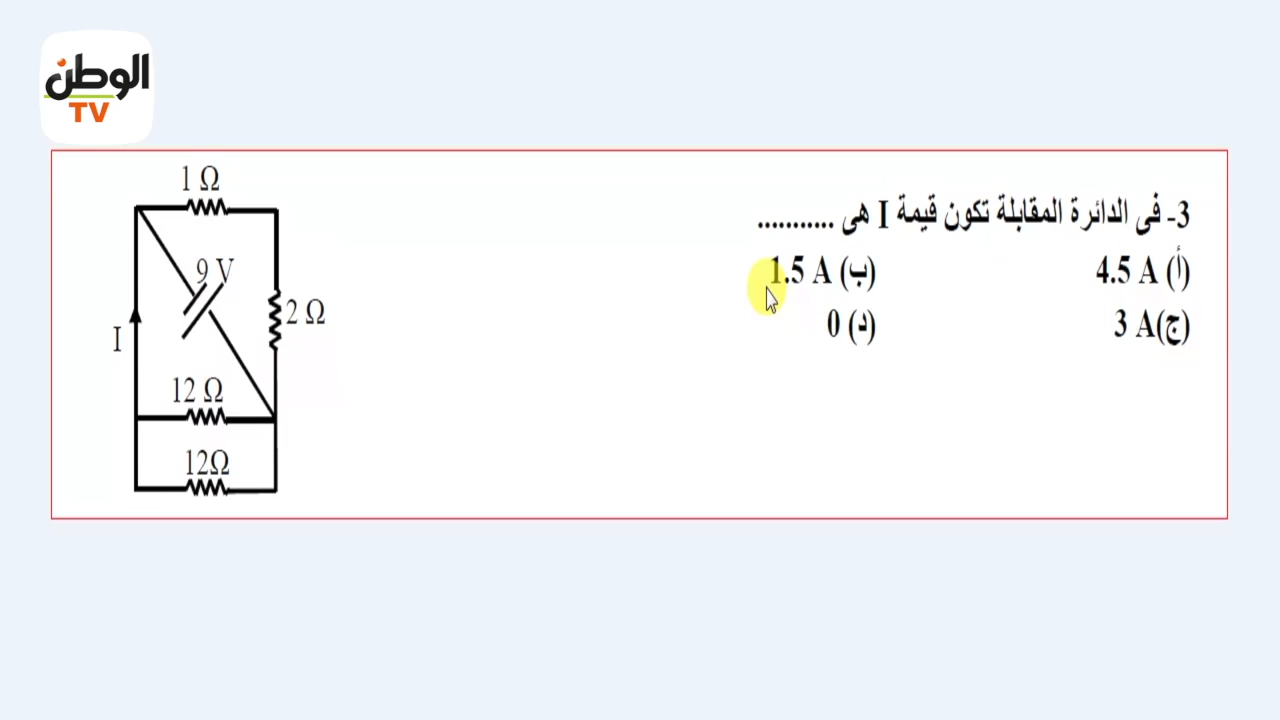 الوطن
TV
3- فى الدائرة المقابلة تكون قيمة I هى ...........
(أ) 4.5 A (ب) 1.5 A
(ج) 3 A (د) 0
1 Ω
9 V
2 Ω
I
12 Ω
12Ω